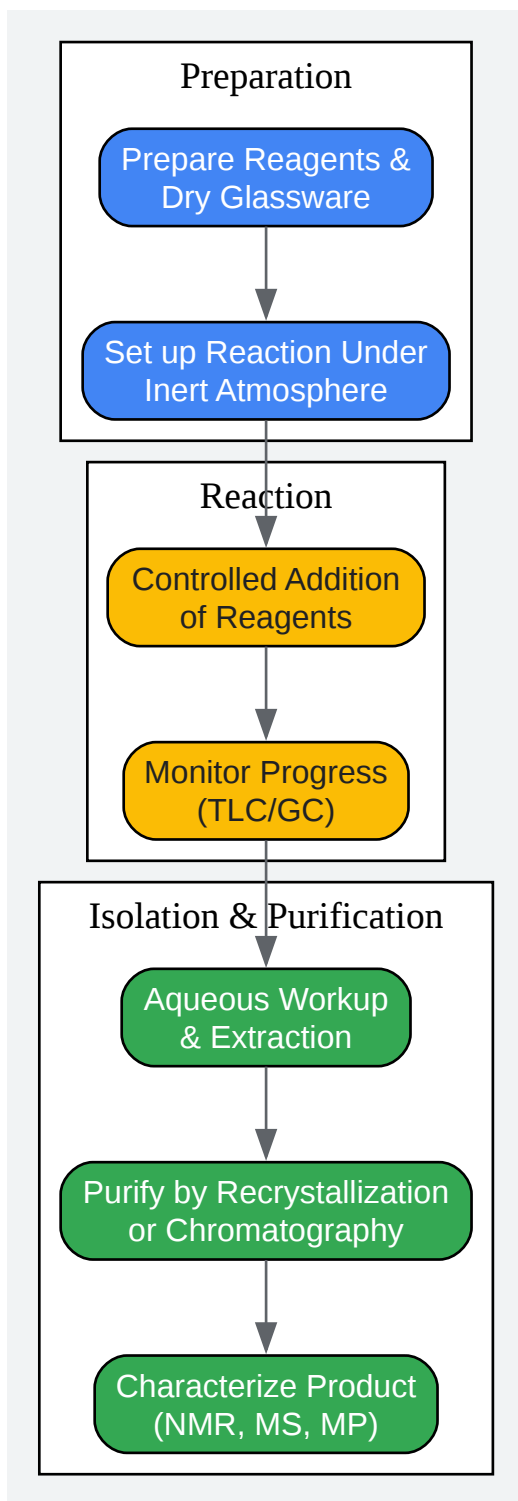 Preparation
Prepare Reagents &
Dry Glassware
Set up Reaction Under
Inert Atmosphere
Reaction
Controlled Addition
of Reagents
Monitor Progress
(TLC/GC)
Isolation & Purification
Aqueous Workup
& Extraction
Purify by Recrystallization
or Chromatography
Characterize Product
(NMR, MS, MP)